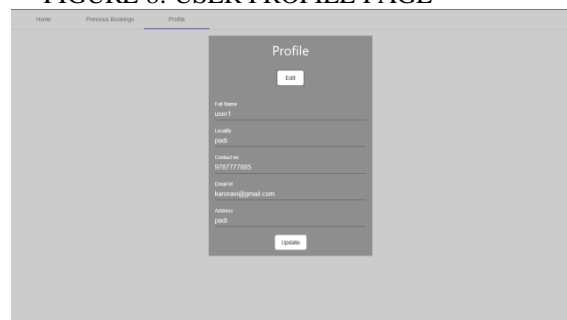 FIGURE 6: USER PROFILE PAGE
Home Previous Bookings Profile
Profile
Edit
Full Name
user1
Locality
padi
Contact no
9787777885
Email Id
karoravi@gmail.com
Address
padi
Update